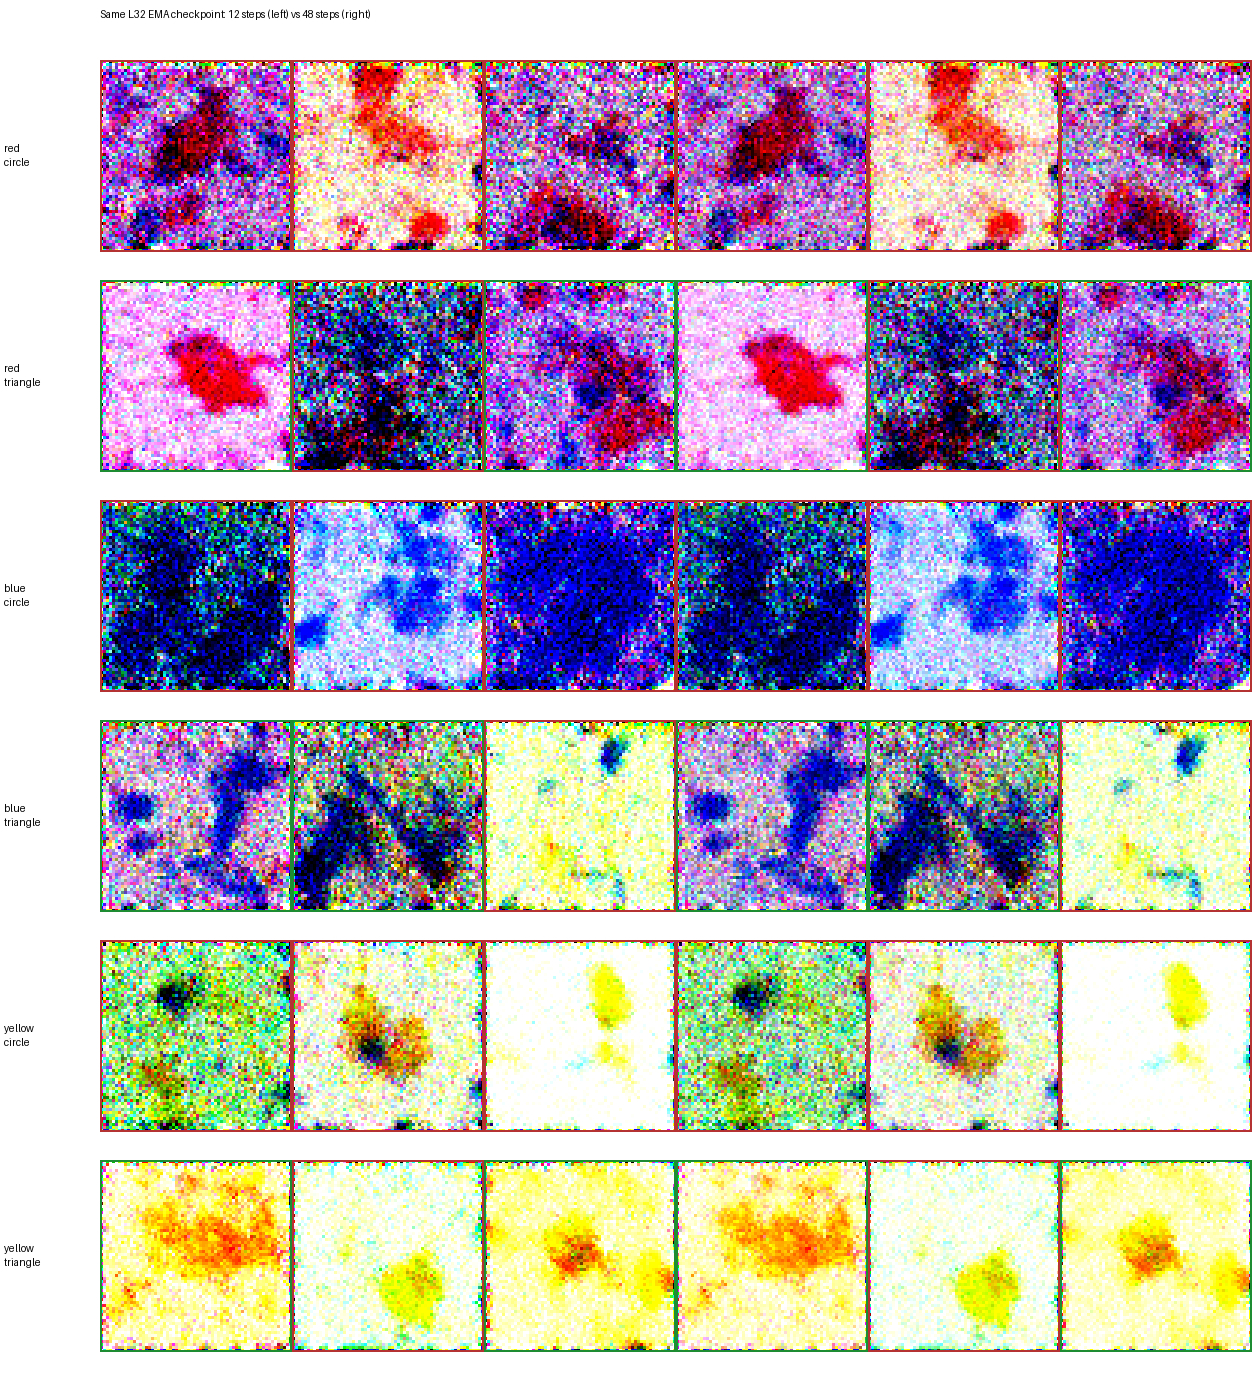 Same L32 EMA checkpoint: 12 steps (left) vs 48 steps (right)
red
circle
red
triangle
blue
circle
blue
triangle
yellow
circle
yellow
triangle